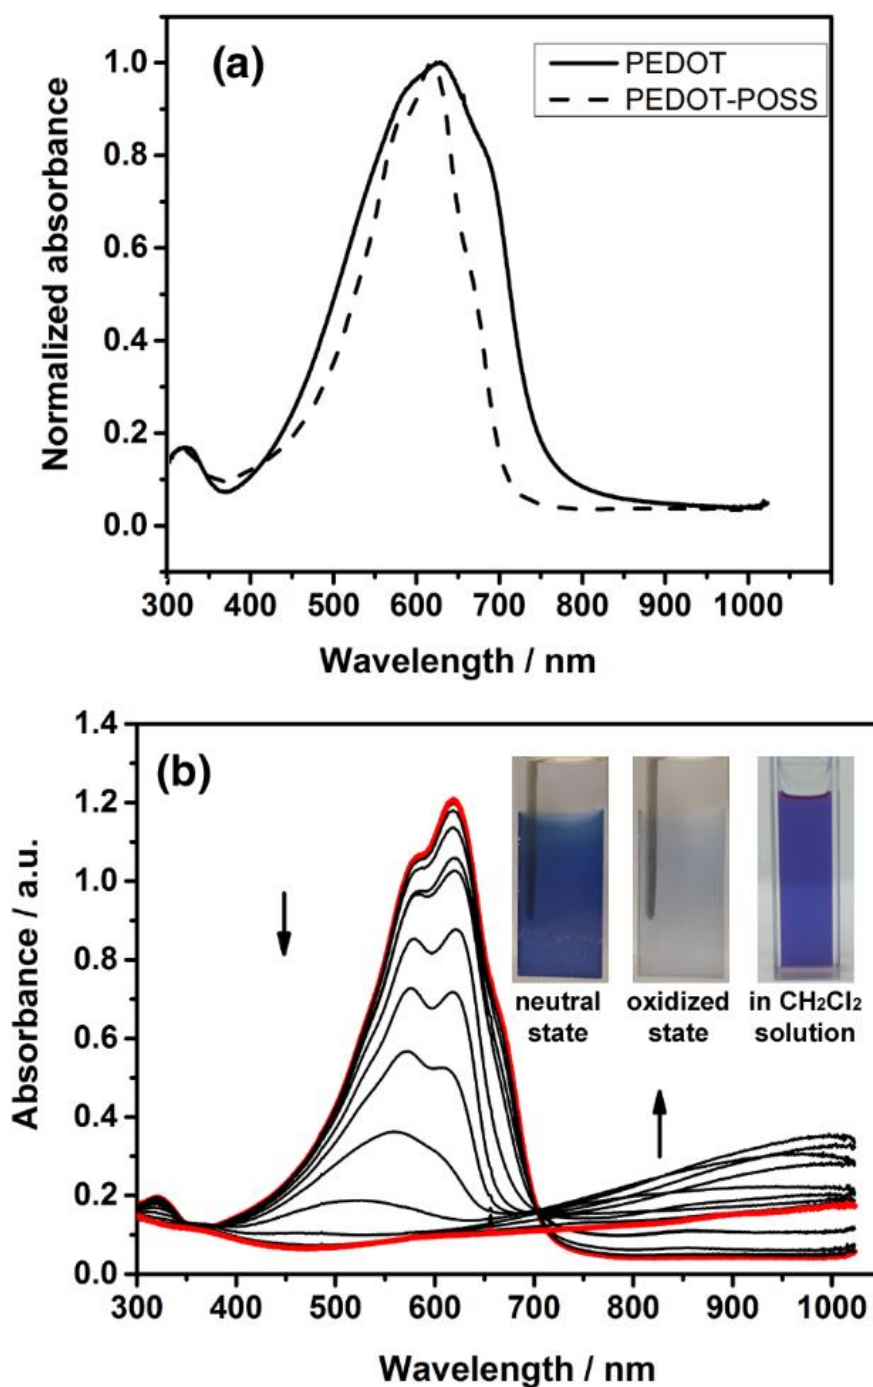 (a)
PEDOT
PEDOT-POSS
Normalized absorbance
1.0
0.8
0.6
0.4
0.2
0.0
300 400 500 600 700 800 900 1000
Wavelength / nm
(b)
Absorbance / a.u.
1.4
1.2
1.0
0.8
0.6
0.4
0.2
0.0
neutral
state
oxidized
state
in CH₂Cl₂
solution
300 400 500 600 700 800 900 1000
Wavelength / nm